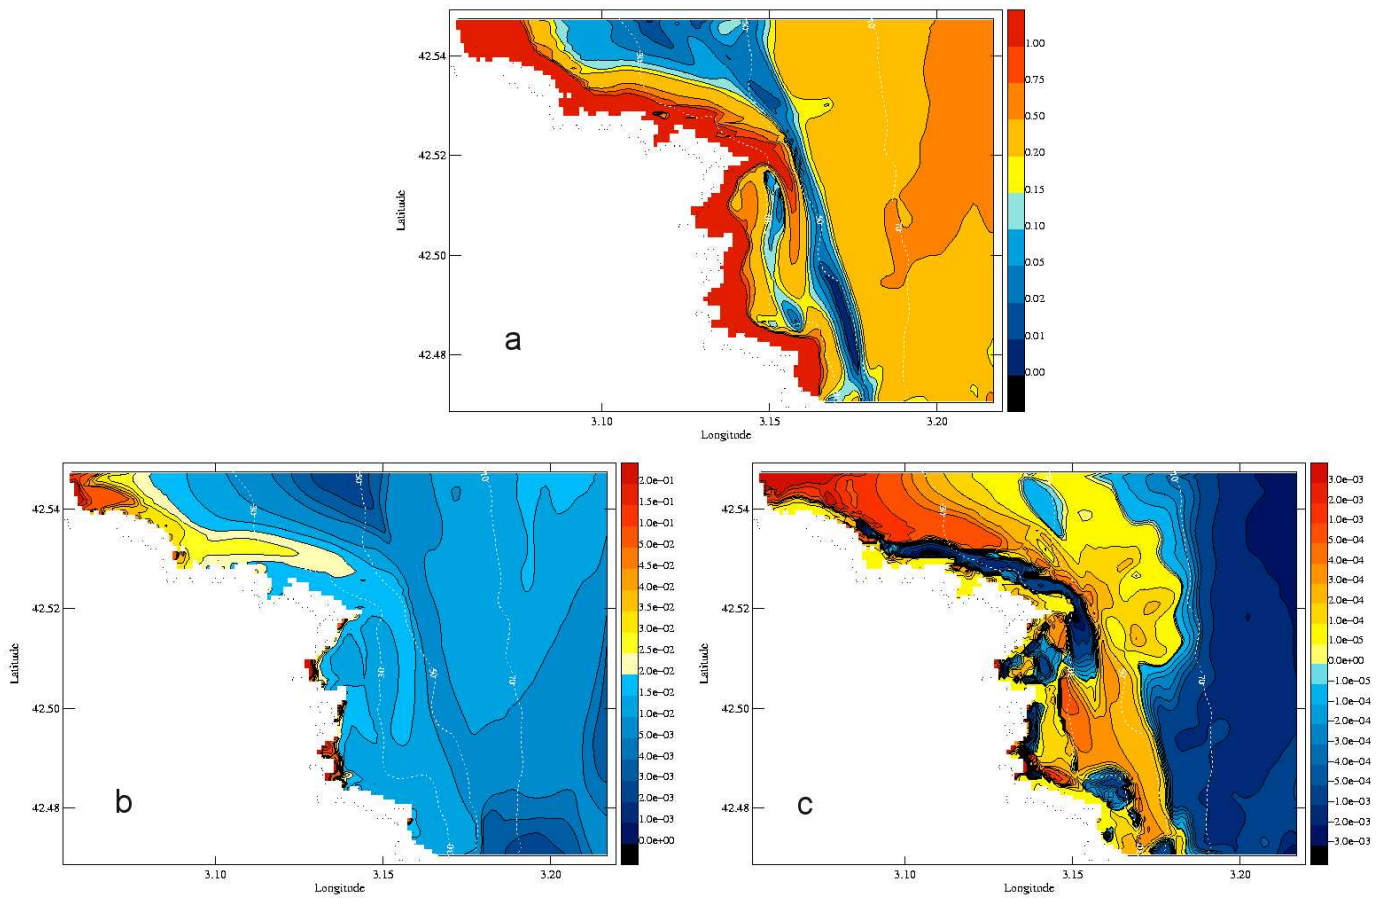 42.54
42.52
42.50
42.48
Latitude
3.10
3.15
3.20
Longitude
a
1.00
0.75
0.50
0.20
0.15
0.10
0.05
0.02
0.01
0.00
42.54
42.52
42.50
42.48
Latitude
3.10
3.15
3.20
Longitude
b
2.0e-01
1.5e-01
1.0e-01
5.0e-02
4.5e-02
4.0e-02
3.5e-02
3.0e-02
2.5e-02
2.0e-02
1.5e-02
1.0e-02
5.0e-03
4.0e-03
3.0e-03
2.0e-03
1.0e-03
0.0e+00
42.54
42.52
42.50
42.48
Latitude
3.10
3.15
3.20
Longitude
c
3.0e-03
2.0e-03
1.0e-03
5.0e-04
4.0e-04
3.0e-04
2.0e-04
1.0e-04
1.0e-05
0.0e+00
-1.0e-05
-1.0e-04
-2.0e-04
-3.0e-04
-4.0e-04
-5.0e-04
-1.0e-03
-2.0e-03
-3.0e-03